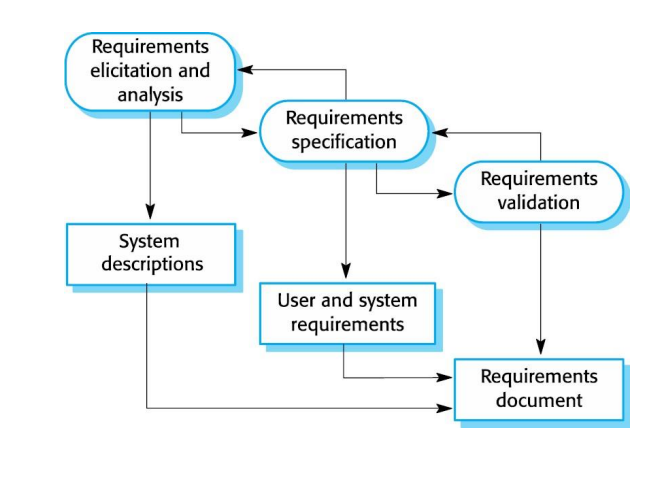 Requirements
elicitation and
analysis
Requirements
specification
Requirements
validation
System
descriptions
User and system
requirements
Requirements
document